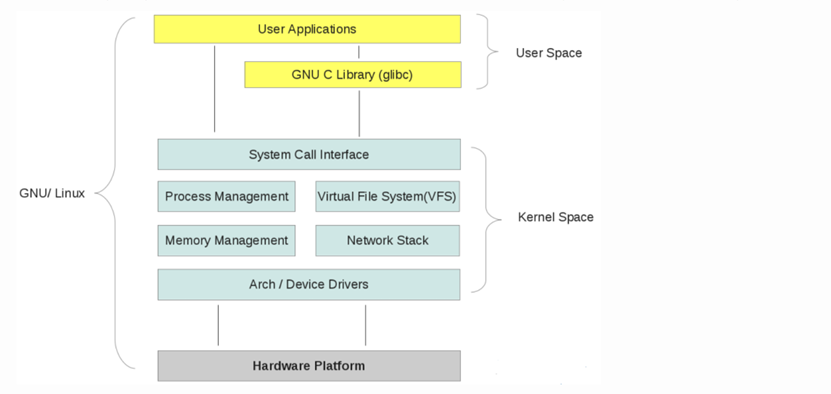 User Applications
User Space
GNU C Library (glibc)
System Call Interface
GNU/ Linux
Process Management
Virtual File System(VFS)
Kernel Space
Memory Management
Network Stack
Arch / Device Drivers
Hardware Platform